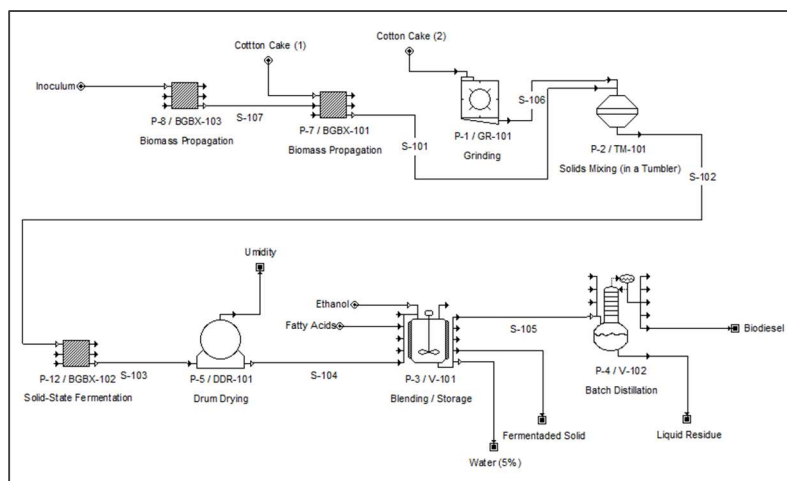 Cotton Cake (2)
Cottton Cake (1)
Inoculum
S-106
P-8 / BGBX-103
S-107
Biomass Propagation
P-7 / BGBX-101
Biomass Propagation
S-101
P-1 / GR-101
Grinding
P-2 / TM-101
Solids Mixing (in a Tumbler)
S-102
Umidity
Ethanol
Fatty Acids
S-105
Biodiesel
P-12 / BGBX-102
S-103
Solid-State Fermentation
P-5 / DDR-101
Drum Drying
S-104
P-3 / V-101
Blending / Storage
P-4 / V-102
Batch Distillation
Fermentaded Solid
Liquid Residue
Water (5%)